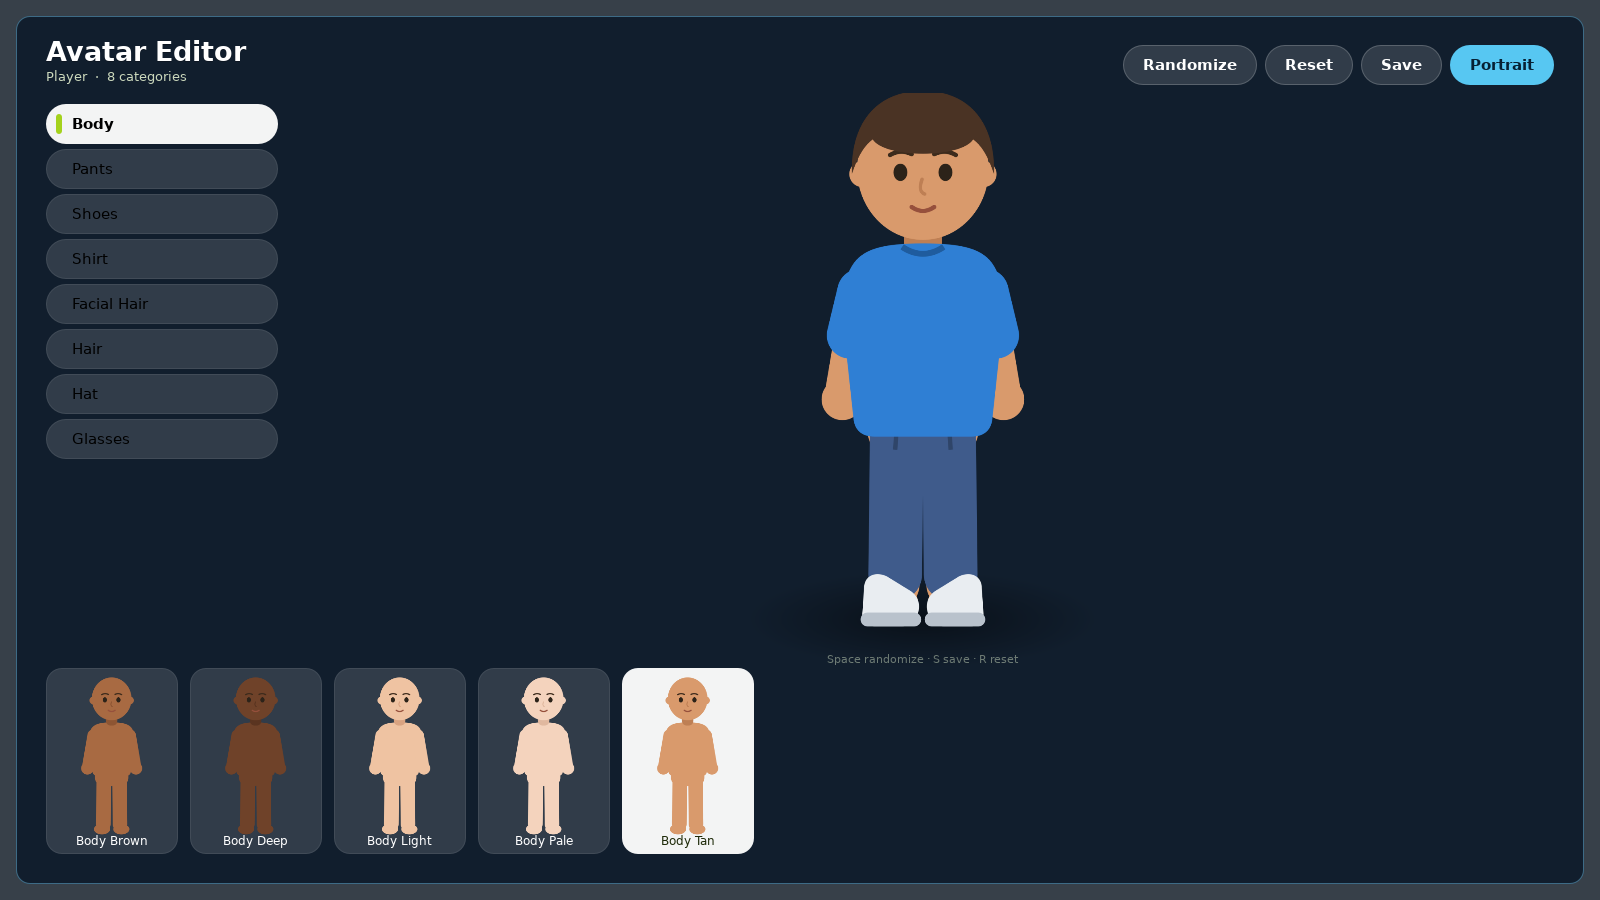 Avatar Editor
Player · 8 categories
Randomize
Reset
Save
Portrait
Body
Pants
Shoes
Shirt
Facial Hair
Hair
Hat
Glasses
Space randomize · S save · R reset
Body Brown
Body Deep
Body Light
Body Pale
Body Tan